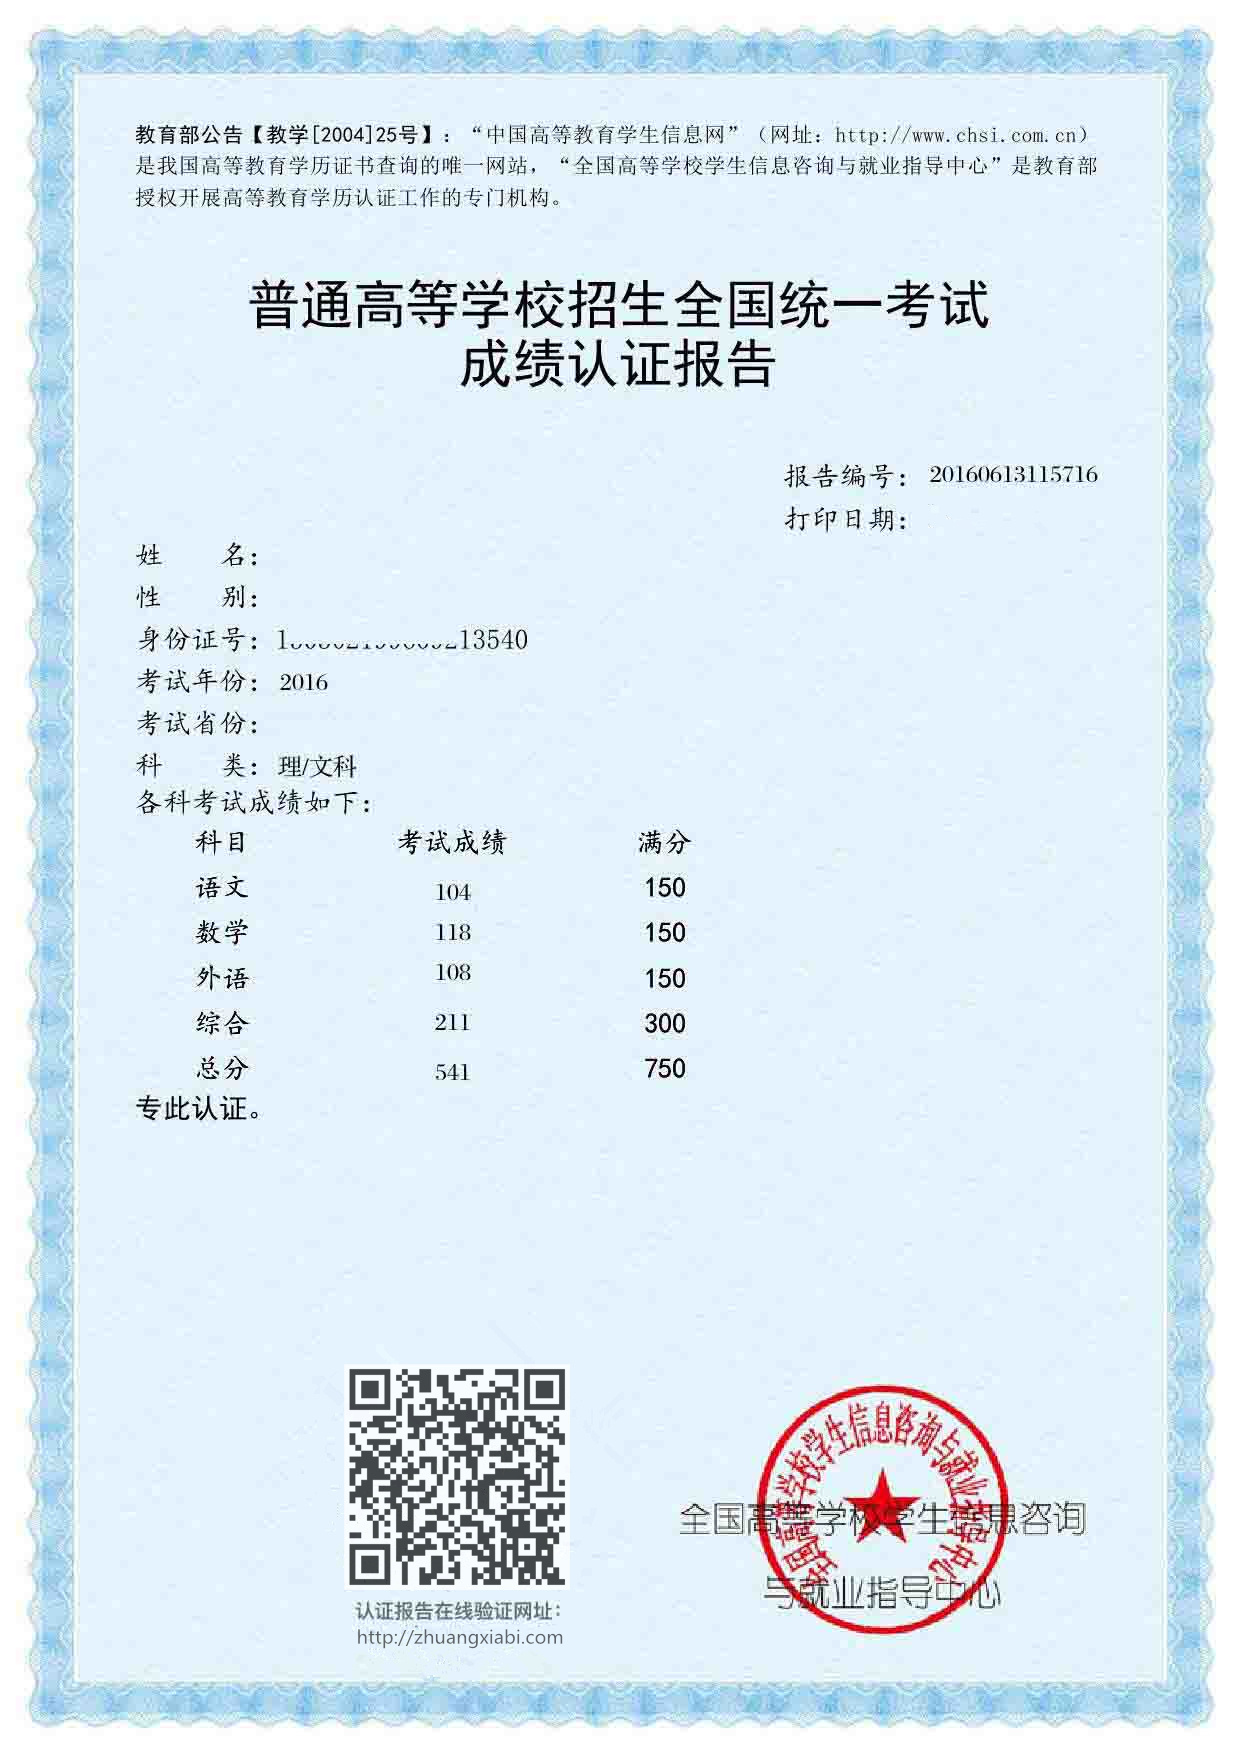 教育部公告【教学[2004]25号】：“中国高等教育学生信息网”（网址：http://www.chsi.com.cn）
是我国高等教育学历证书查询的唯一网站，“全国高等学校学生信息咨询与就业指导中心”是教育部
授权开展高等教育学历认证工作的专门机构。
普通高等学校招生全国统一考试
成绩认证报告
报告编号： 20160613115716
打印日期：
姓 名：
性 别：
身份证号： 13540
考试年份： 2016
考试省份：
科 类： 理/文科
各科考试成绩如下：
科目 考试成绩 满分
语文 104 150
数学 118 150
外语 108 150
综合 211 300
总分 541 750
专此认证。
全国高等学校学生信息咨询与就业指导中心
全国高等学校学生信息咨询
与就业指导中心
认证报告在线验证网址：
http://zhuangxiabi.com